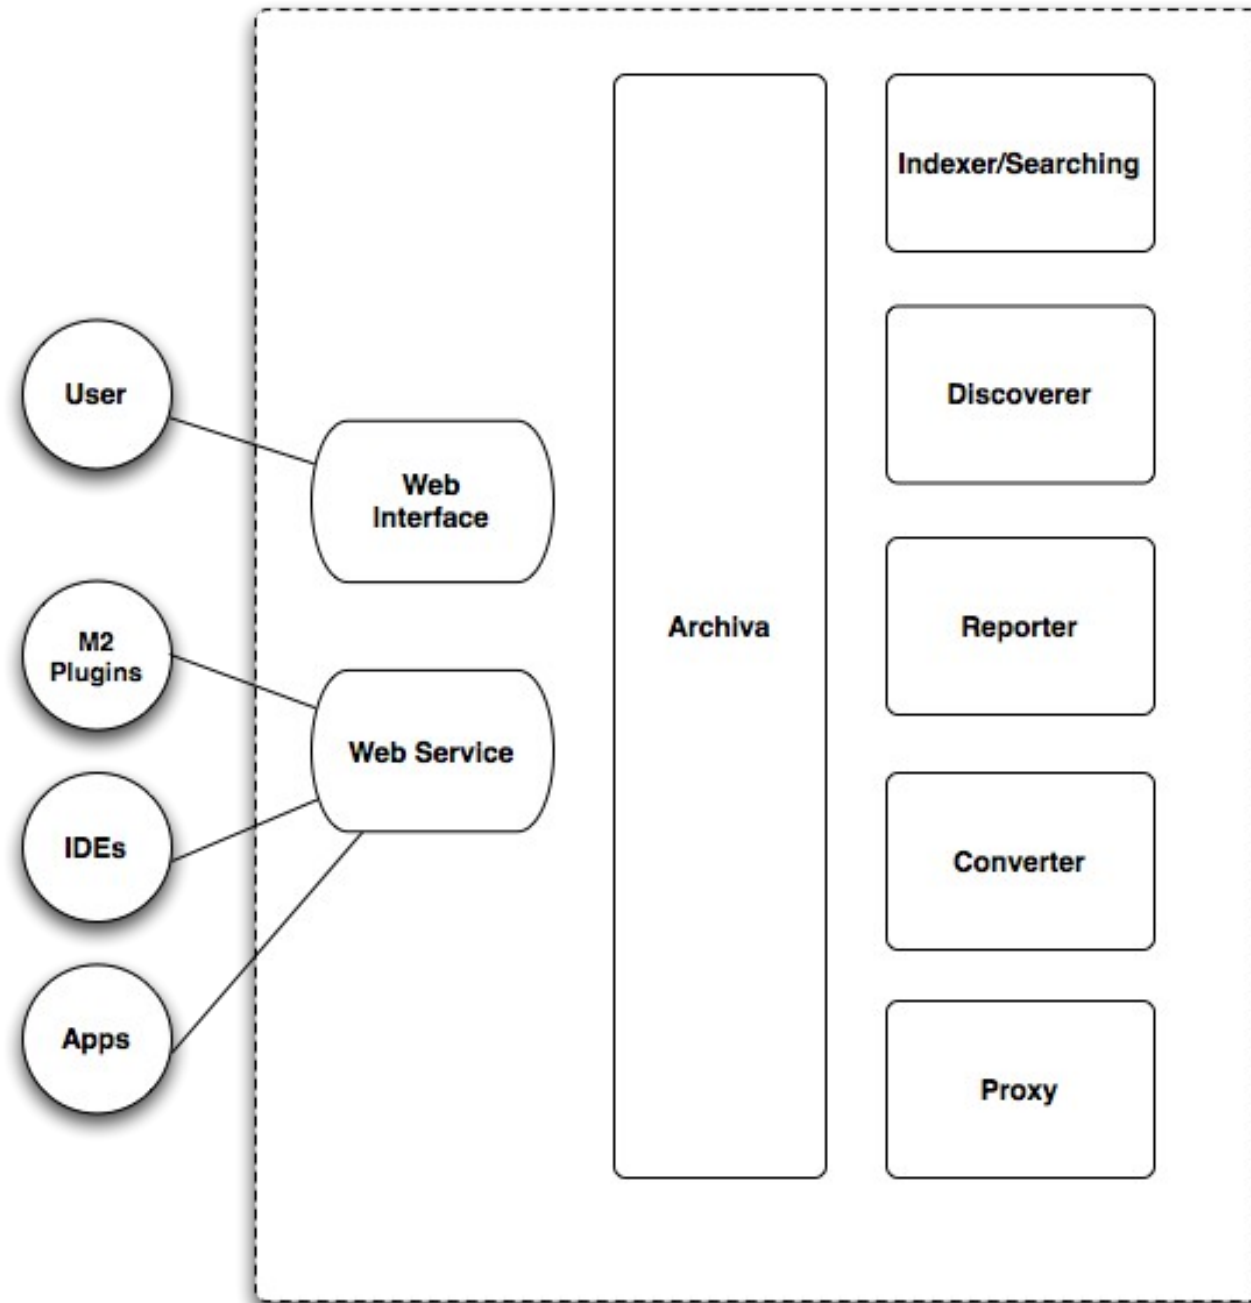 User
M2
Plugins
IDEs
Apps
Web
Interface
Web Service
Archiva
Indexer/Searching
Discoverer
Reporter
Converter
Proxy